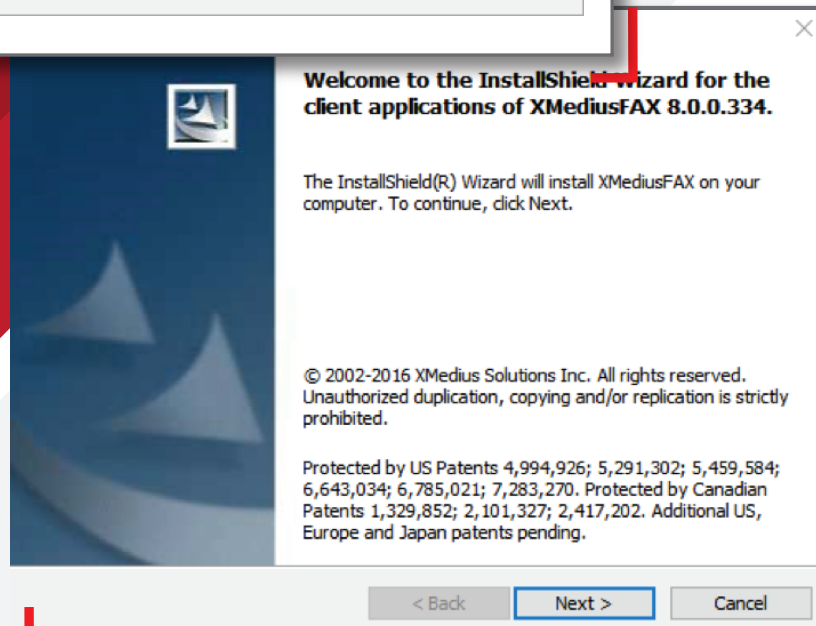 Welcome to the InstallShield Wizard for the
client applications of XMediusFAX 8.0.0.334.
The InstallShield(R) Wizard will install XMediusFAX on your
computer. To continue, click Next.
© 2002-2016 XMedius Solutions Inc. All rights reserved.
Unauthorized duplication, copying and/or replication is strictly
prohibited.
Protected by US Patents 4,994,926; 5,291,302; 5,459,584;
6,643,034; 6,785,021; 7,283,270. Protected by Canadian
Patents 1,329,852; 2,101,327; 2,417,202. Additional US,
Europe and Japan patents pending.
< Back Next > Cancel